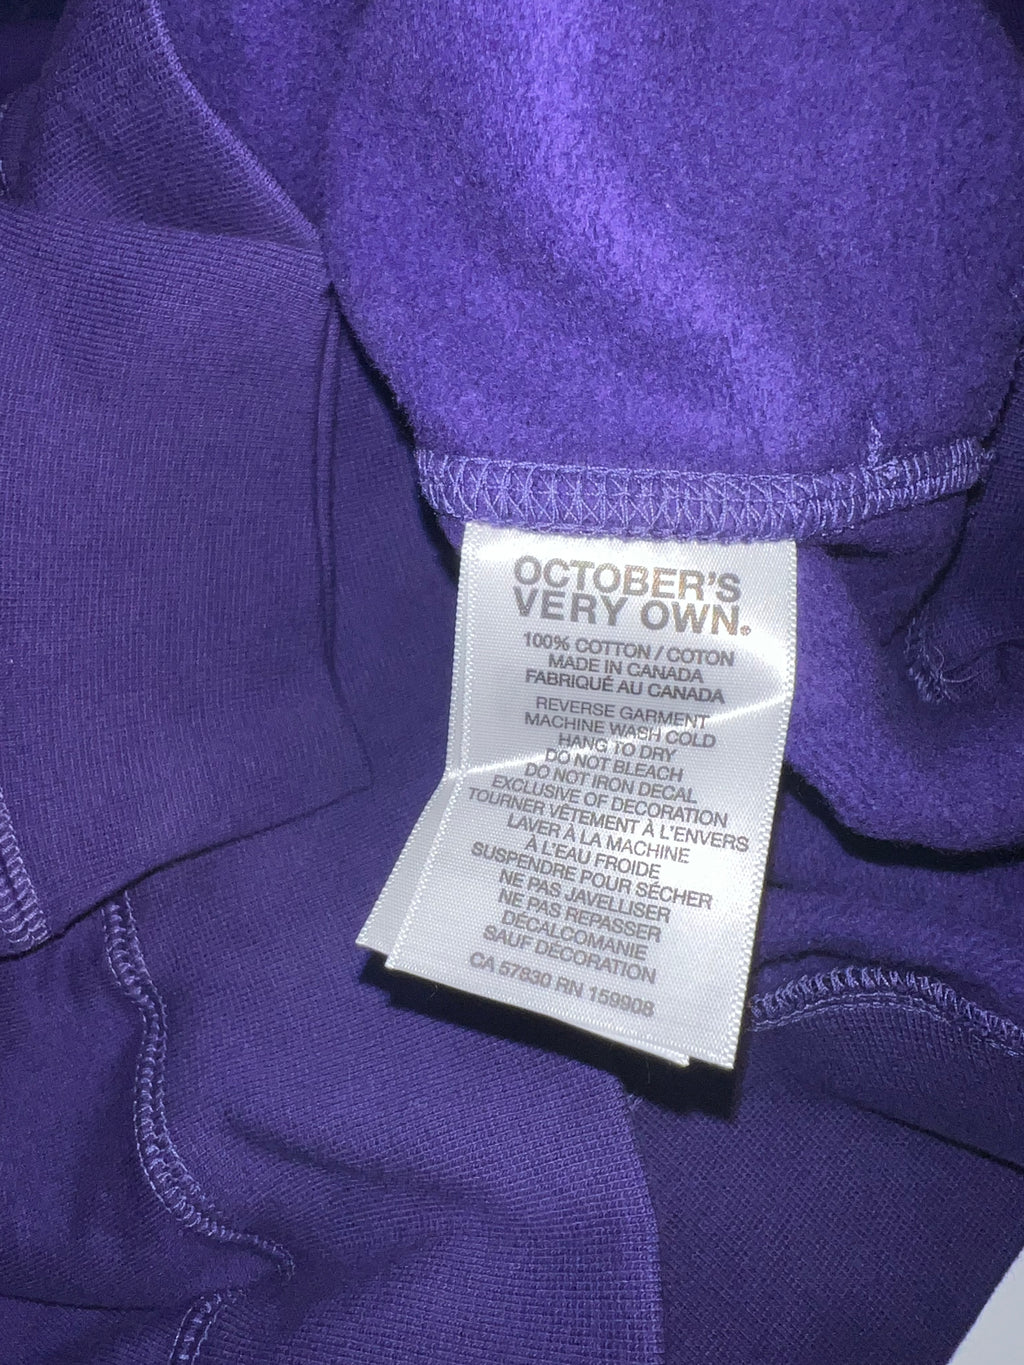 OCTOBER'S
VERY OWN.®
100% COTTON / COTON
MADE IN CANADA
FABRIQUÉ AU CANADA
REVERSE GARMENT
MACHINE WASH COLD
HANG TO DRY
DO NOT BLEACH
DO NOT IRON DECAL
EXCLUSIVE OF DECORATION
TOURNER VÊTEMENT À L'ENVERS
LAVER À LA MACHINE
À L'EAU FROIDE
SUSPENDRE POUR SÉCHER
NE PAS JAVELLISER
NE PAS REPASSER
DÉCALCOMANIE
SAUF DÉCORATION
CA 57830 RN 159908